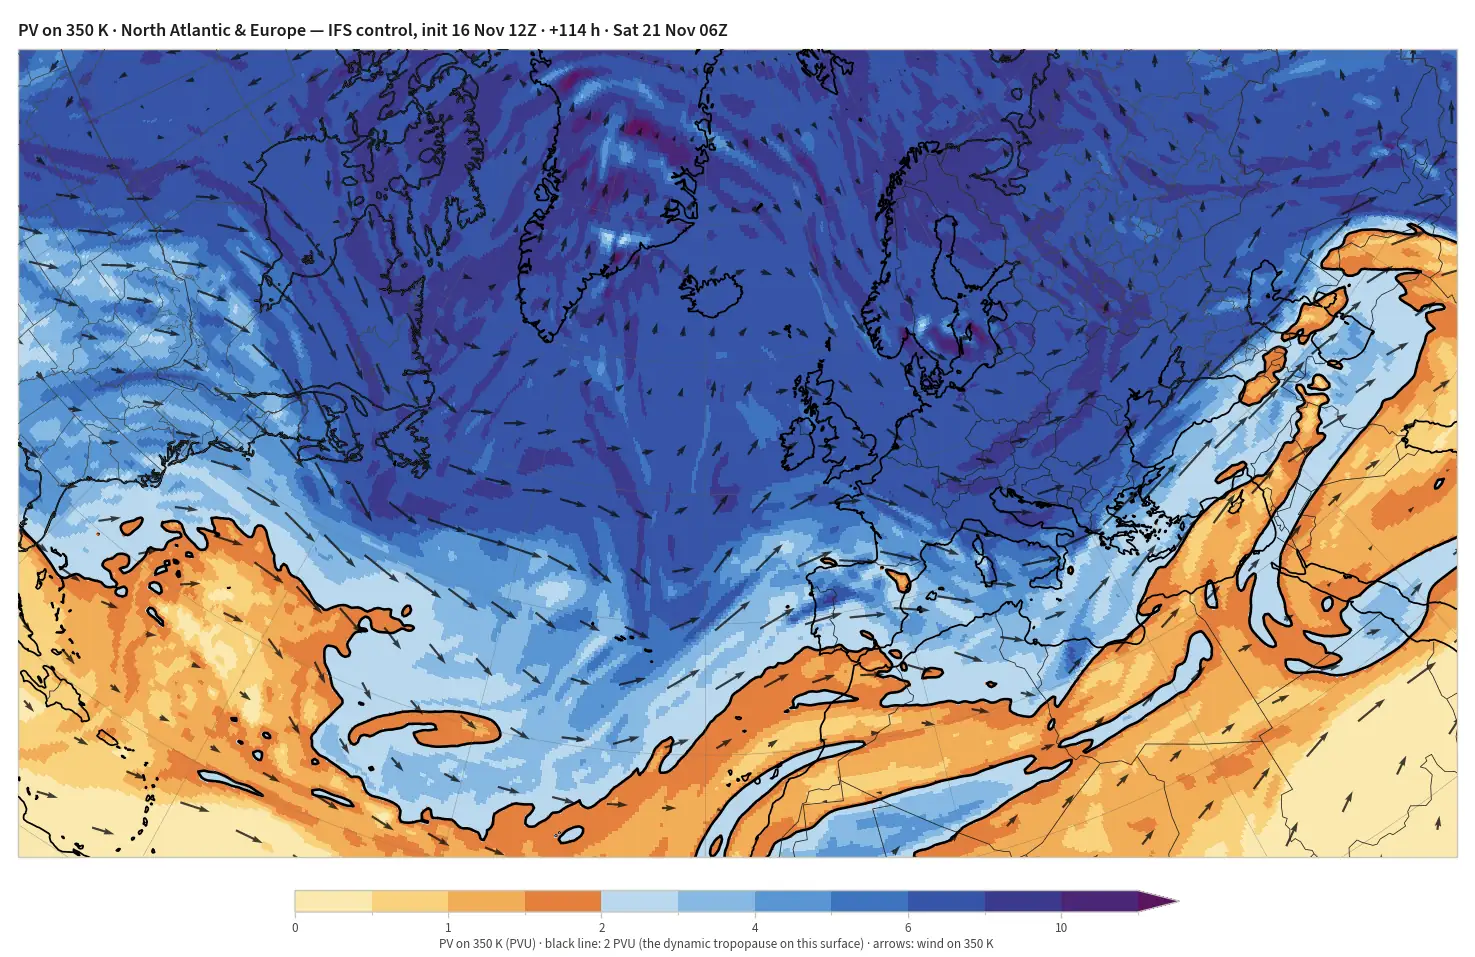 PV on 350 K · North Atlantic & Europe — IFS control, init 16 Nov 12Z · +114 h · Sat 21 Nov 06Z
0 1 2 4 6 10
PV on 350 K (PVU) · black line: 2 PVU (the dynamic tropopause on this surface) · arrows: wind on 350 K